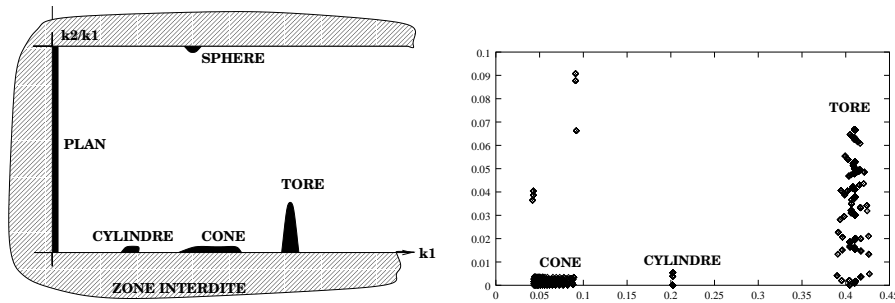 k2/k1
SPHERE
PLAN
TORE
CYLINDRE CONE
k1
ZONE INTERDITE
0.1
0.09
0.08
0.07
0.06
0.05
0.04
0.03
0.02
0.01
0
TORE
CONE
CYLINDRE
0 0.05 0.1 0.15 0.2 0.25 0.3 0.35 0.4 0.45